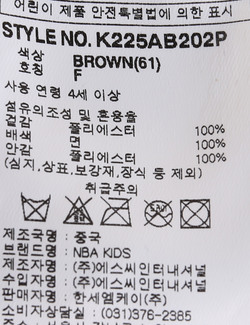 어린이 제품 안전특별법에 의한 표시
STYLE NO. K225AB202P
색상 BROWN(61)
호칭 F
사용 연령 4세 이상
섬유의 조성 및 혼용율
겉감 폴리에스터 100%
배색 면 100%
안감 폴리에스터 100%
(심지,상표,보강재,장식 등 제외)
취급주의
제조국명 : 중국
브랜드명 : NBA KIDS
제조자명 : (주)에스씨인터내셔널
수입자명 : (주)에스씨인터내셔널
판매자명 : 한세엠케이(주)
소비자상담실 : (031)376-2385